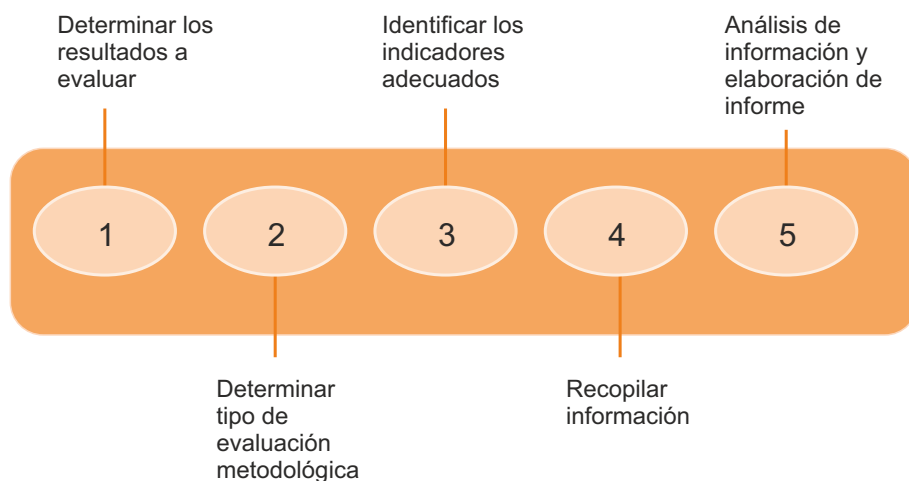 Determinar los
resultados a
evaluar
Identificar los
indicadores
adecuados
Análisis de
información y
elaboración de
informe
1
2
3
4
5
Determinar
tipo de
evaluación
metodológica
Recopilar
información